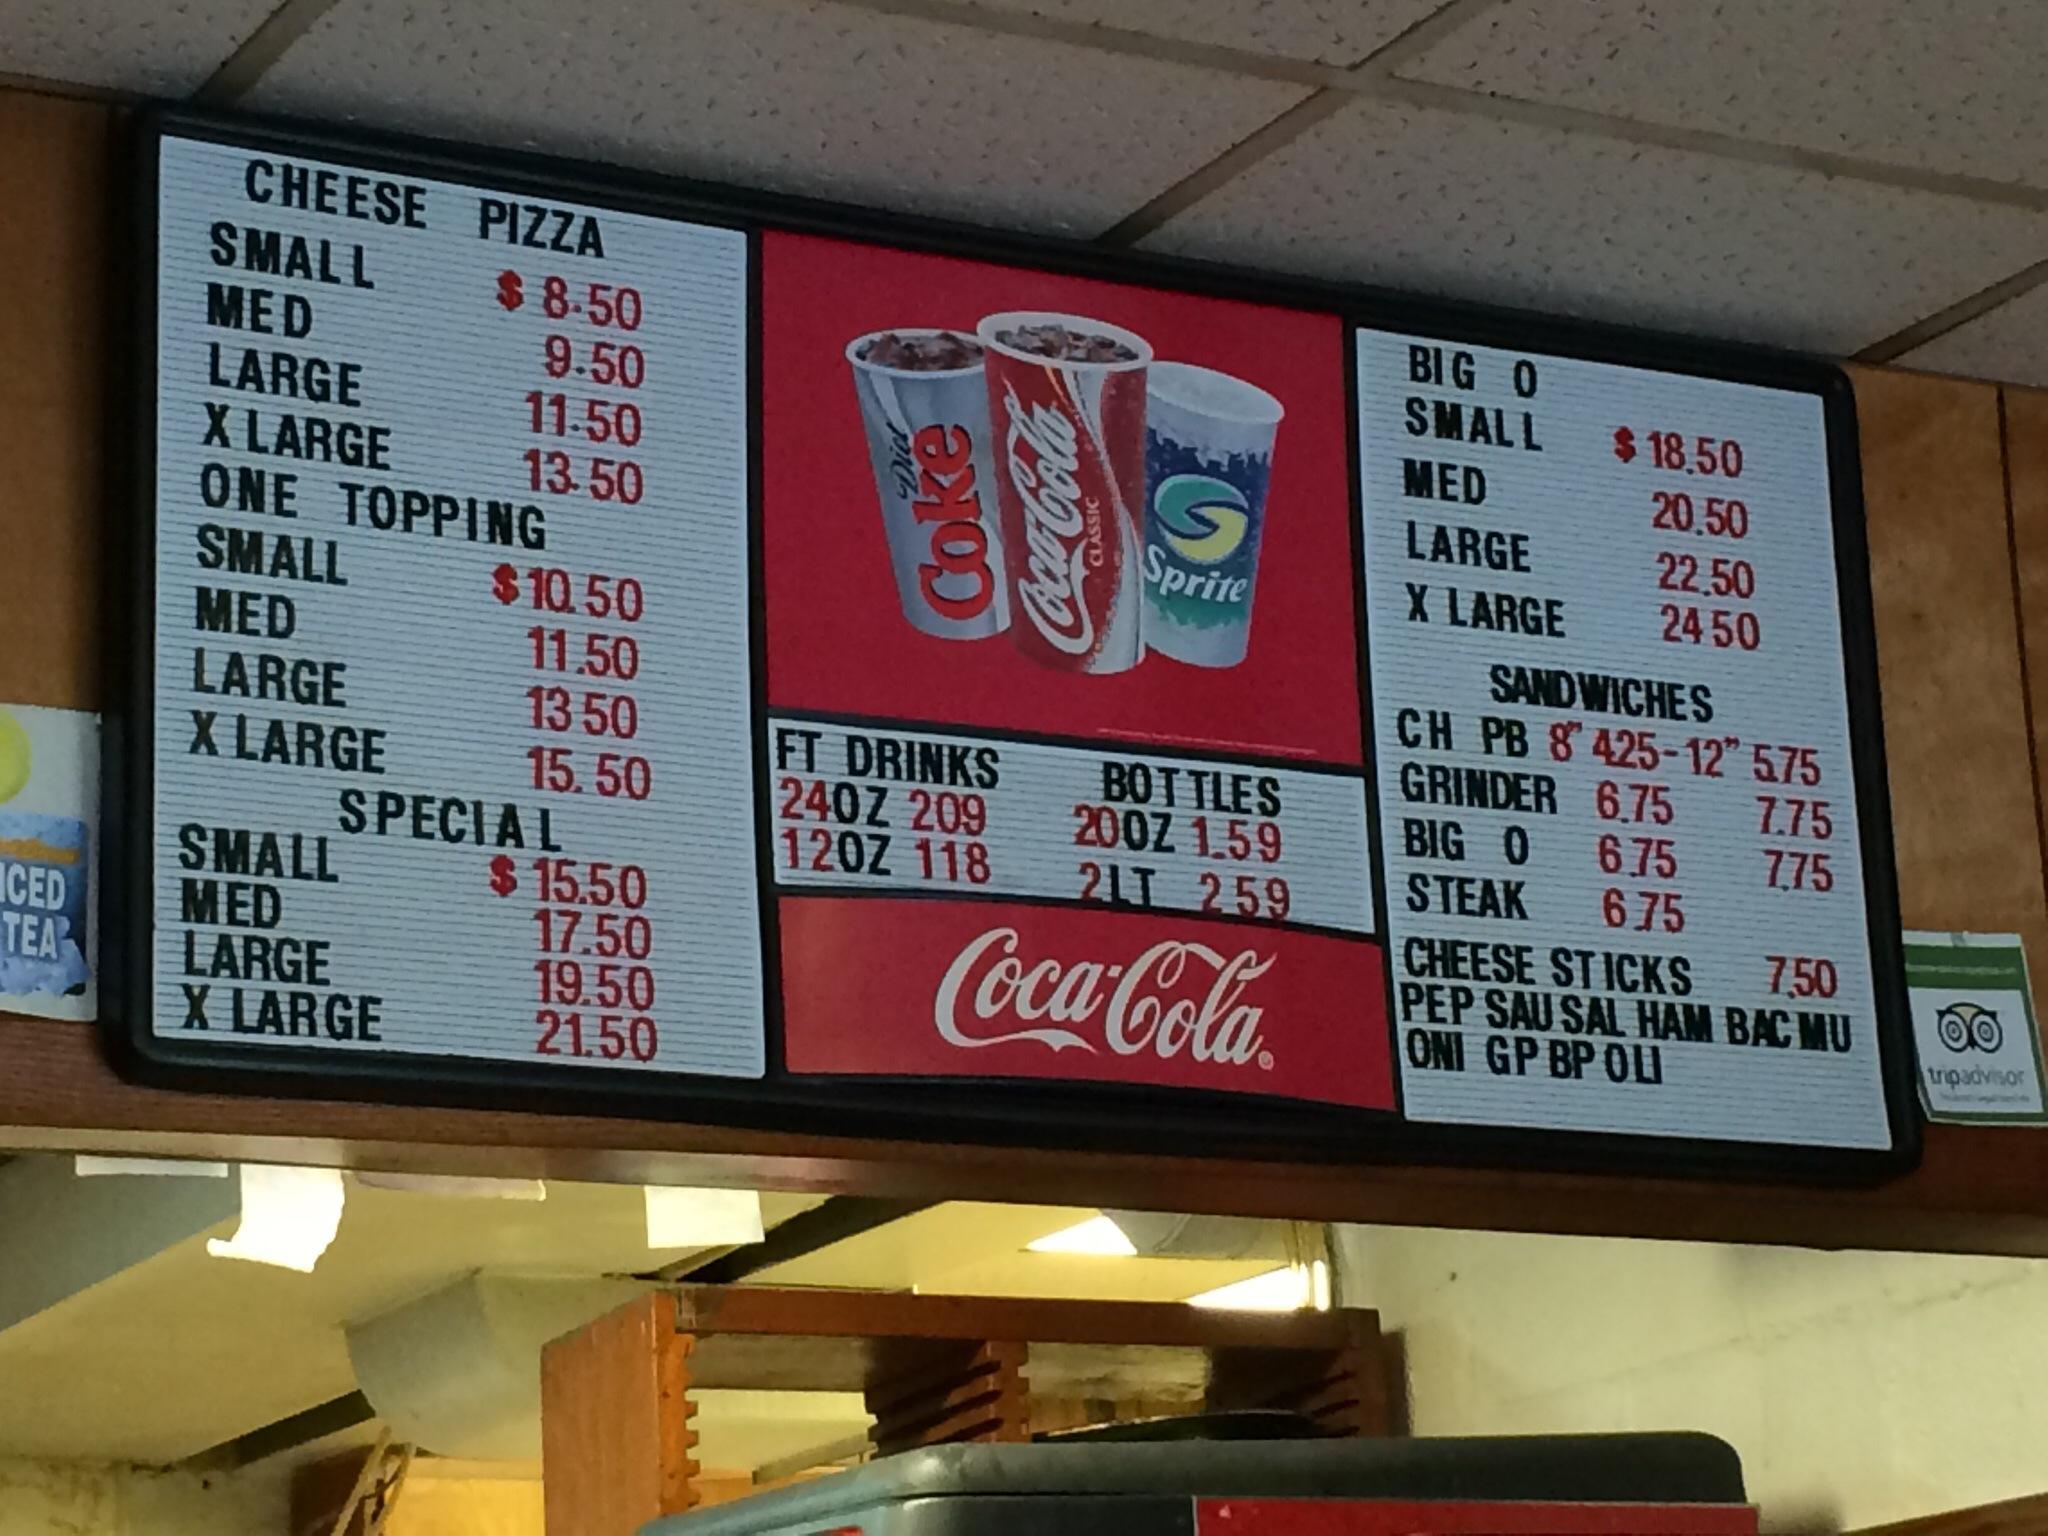 CHEESE PIZZA
SMALL $ 8.50
MED 9.50
LARGE 11.50
X LARGE 13.50
ONE TOPPING
SMALL $10.50
MED 11.50
LARGE 13 50
X LARGE 15.50
SPECIAL
SMALL $ 15.50
MED 17.50
LARGE 19.50
X LARGE 21.50
Diet Coke
Coca-Cola
CLASSIC
Sprite
FT DRINKS
24OZ 209
12OZ 118
BOTTLES
20OZ 1.59
2LT 2 59
Coca-Cola
BIG O
SMALL $ 18.50
MED 20.50
LARGE 22.50
X LARGE 24 50
SANDWICHES
CH PB 8" 4.25-12" 5.75
GRINDER 6.75 7.75
BIG O 6.75 7.75
STEAK 6.75
CHEESE STICKS 7.50
PEP SAU SAL HAM BAC MU
ONI GP BP OLI
ICED
TEA
tripadvisor